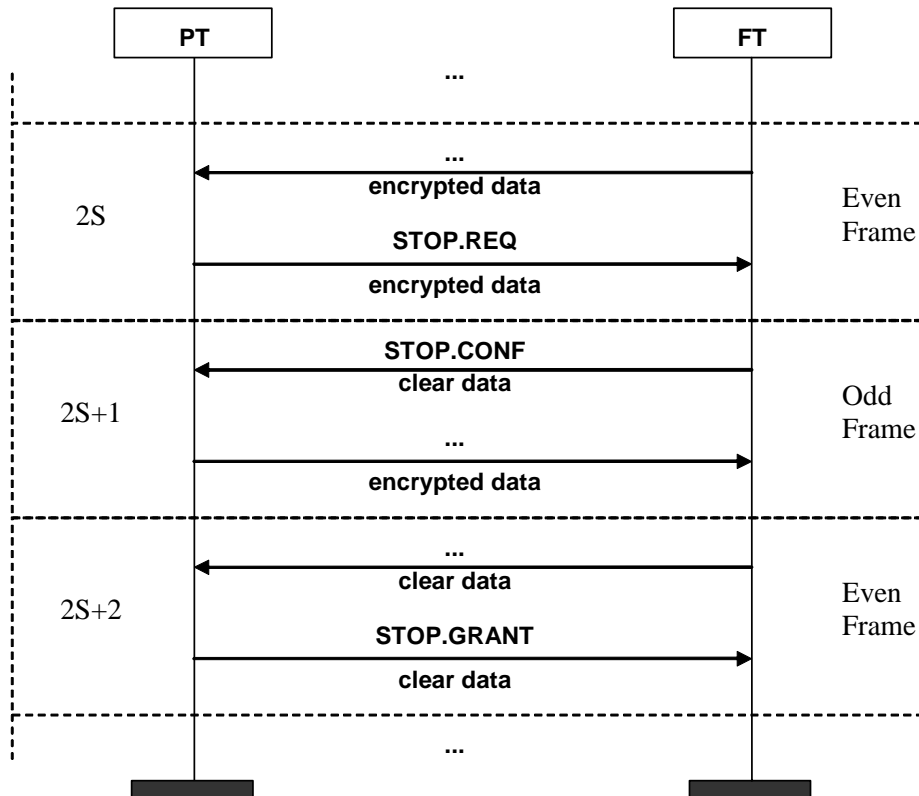 PT
FT
...
...
encrypted data
2S
Even
Frame
STOP.REQ
encrypted data
STOP.CONF
clear data
2S+1
Odd
Frame
...
encrypted data
...
clear data
2S+2
Even
Frame
STOP.GRANT
clear data
...